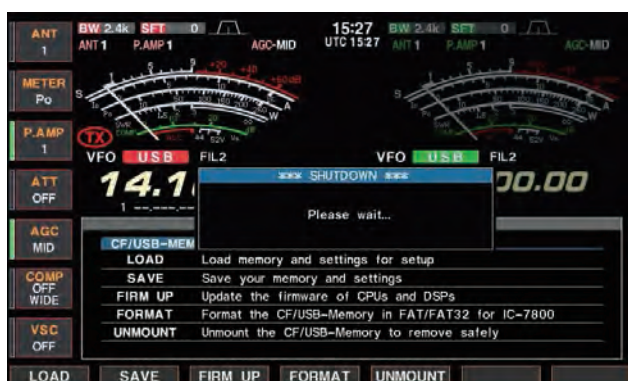 ANT
1
METER
Po
P.AMP
1
ATT
OFF
AGC
MID
COMP
OFF
WIDE
VSC
OFF
BW 2.4k SFT 0
15:27
BW 2.4k SFT 0
ANT 1 P.AMP 1 AGC-MID
UTC 15:27
ANT 1 P.AMP 1 AGC-MID
TX
VFO USB FIL2
VFO USB FIL2
14.1
00.00
*** SHUTDOWN ***
Please wait...
CF/USB-MEM
LOAD Load memory and settings for setup
SAVE Save your memory and settings
FIRM UP Update the firmware of CPUs and DSPs
FORMAT Format the CF/USB-Memory in FAT/FAT32 for IC-7800
UNMOUNT Unmount the CF/USB-Memory to remove safely
LOAD SAVE FIRM UP FORMAT UNMOUNT